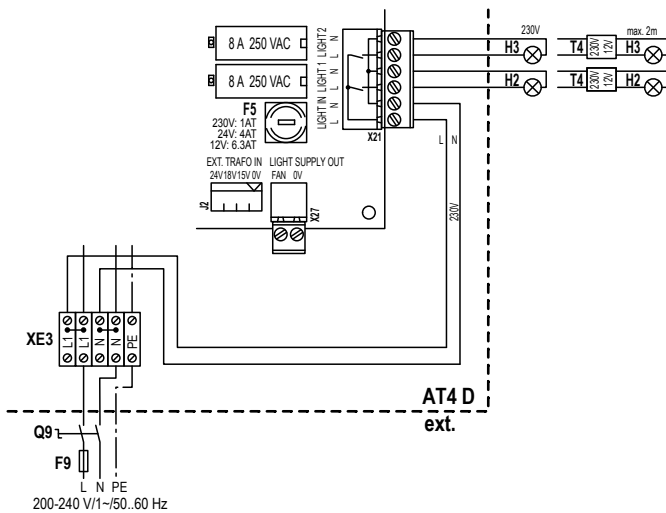 8 A 250 VAC
8 A 250 VAC
F5
230V: 1AT
24V: 4AT
12V: 6.3AT
LIGHT IN LIGHT 1 LIGHT 2
L N L N L N
X21
EXT. TRAFO IN LIGHT SUPPLY OUT
24V 18V 15V 0V FAN 0V
J2
X27
230V max. 2m
H3 T4 230V 12V H3
H2 T4 230V 12V H2
L N
230V
XE3 L1 L1 N N PE
AT4 D
ext.
Q9
F9
L N PE
200-240 V/1~/50..60 Hz